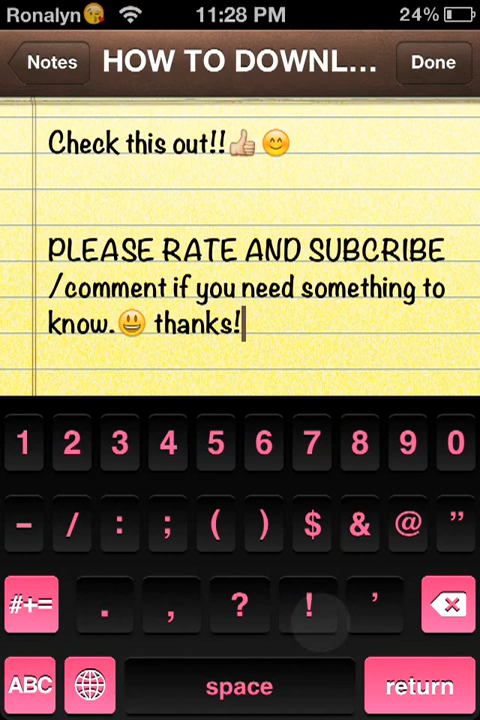 Ronalyn😘 11:28 PM 24%
Notes HOW TO DOWNL... Done
Check this out!!👍😊
PLEASE RATE AND SUBCRIBE
/comment if you need something to
know.😃 thanks!
1 2 3 4 5 6 7 8 9 0
- / : ; ( ) $ & @ ”
#+= . , ? ! ’
ABC space return